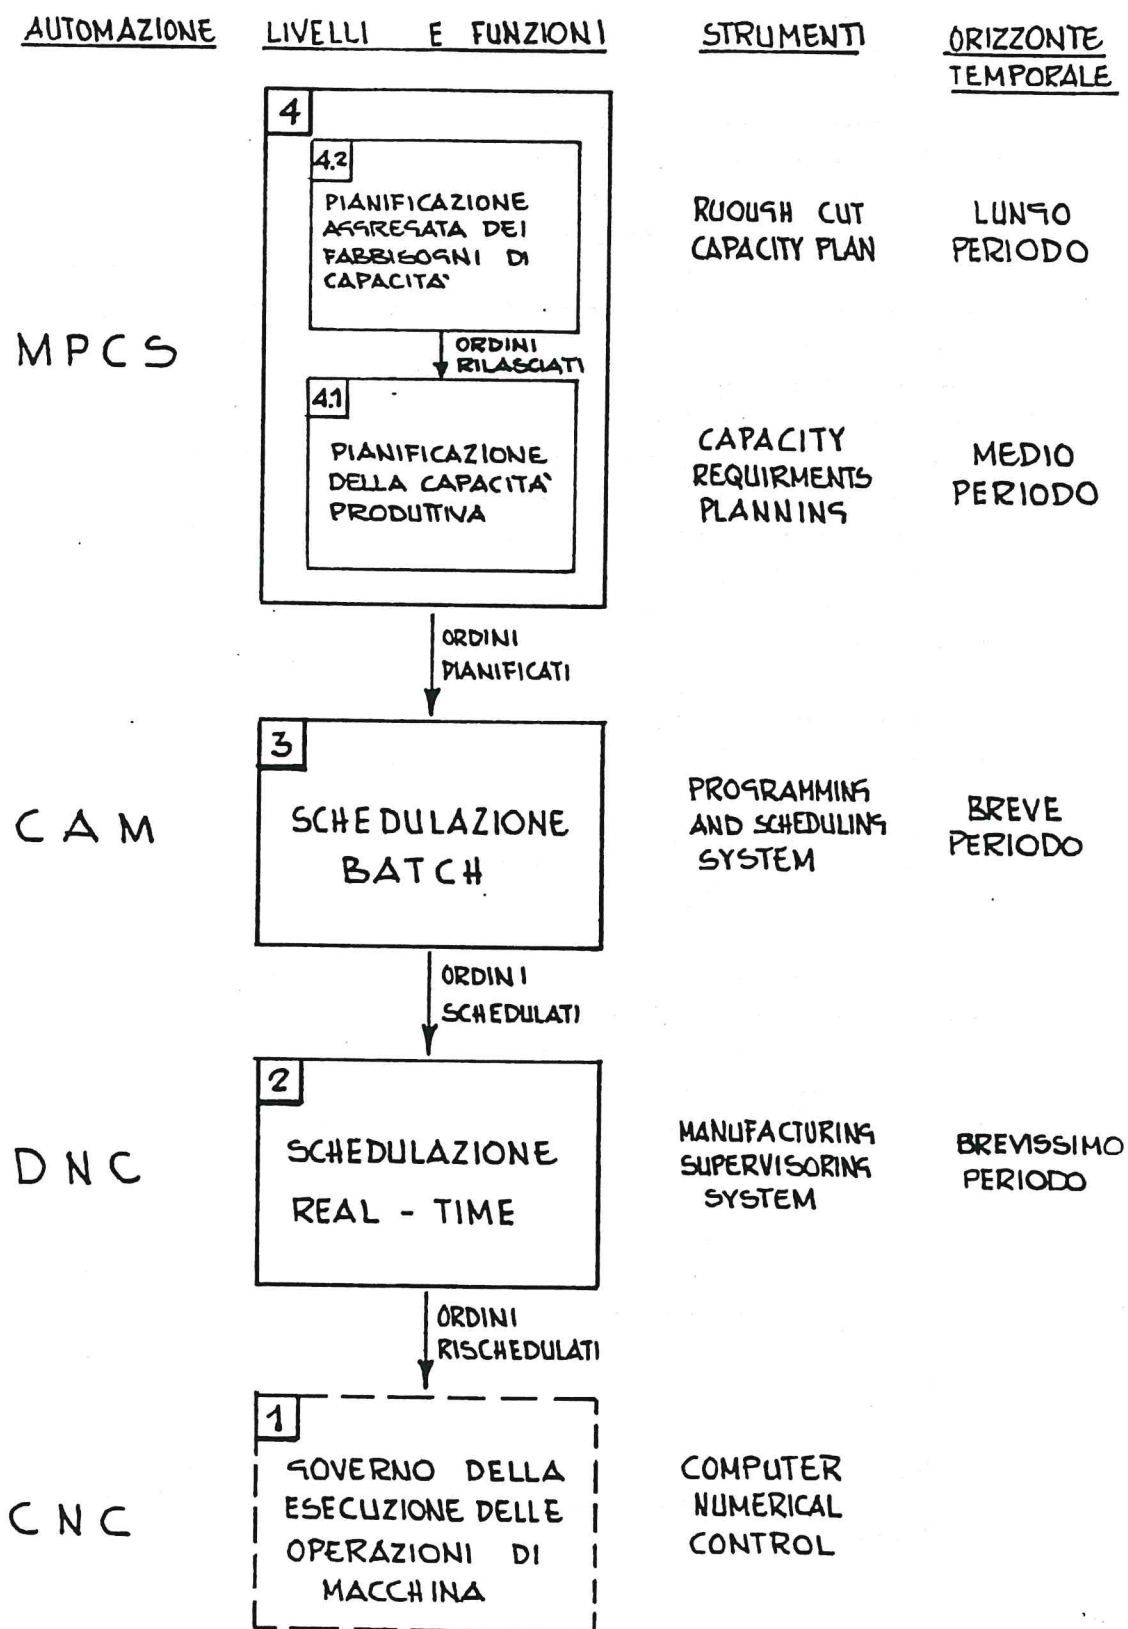 AUTOMAZIONE LIVELLI E FUNZIONI STRUMENTI ORIZZONTE
TEMPORALE
4
4.2
PIANIFICAZIONE
AGGREGATA DEI
FABBISOGNI DI
CAPACITA'
RUOUGH CUT
CAPACITY PLAN
LUNGO
PERIODO
MPCS
ORDINI
RILASCIATI
4.1
PIANIFICAZIONE
DELLA CAPACITA'
PRODUTTIVA
CAPACITY
REQUIRMENTS
PLANNING
MEDIO
PERIODO
ORDINI
PIANIFICATI
CAM
3
SCHEDULAZIONE
BATCH
PROGRAMMING
AND SCHEDULING
SYSTEM
BREVE
PERIODO
ORDINI
SCHEDULATI
DNC
2
SCHEDULAZIONE
REAL - TIME
MANUFACTURING
SUPERVISORING
SYSTEM
BREVISSIMO
PERIODO
ORDINI
RISCHEDULATI
CNC
1
GOVERNO DELLA
ESECUZIONE DELLE
OPERAZIONI DI
MACCHINA
COMPUTER
NUMERICAL
CONTROL